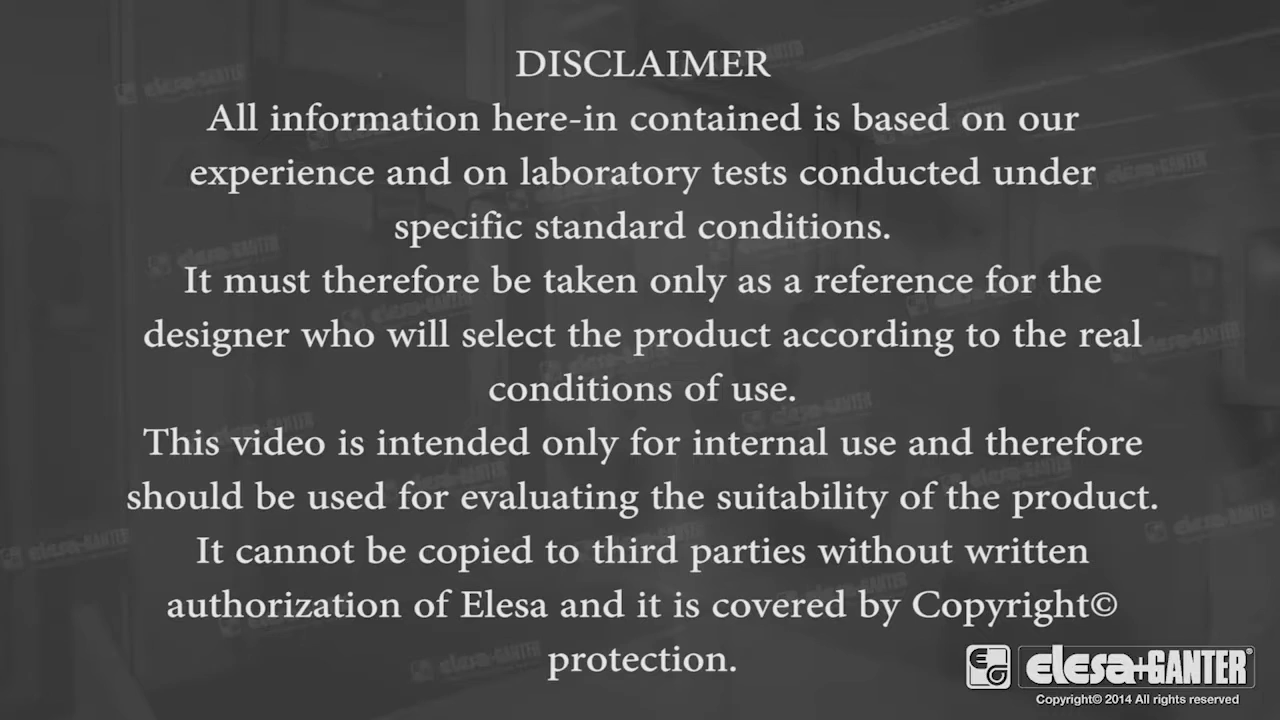 DISCLAIMER
All information here-in contained is based on our
experience and on laboratory tests conducted under
specific standard conditions.
It must therefore be taken only as a reference for the
designer who will select the product according to the real
conditions of use.
This video is intended only for internal use and therefore
should be used for evaluating the suitability of the product.
It cannot be copied to third parties without written
authorization of Elesa and it is covered by Copyright©
protection.
elesa+GANTER®
Copyright© 2014 All rights reserved